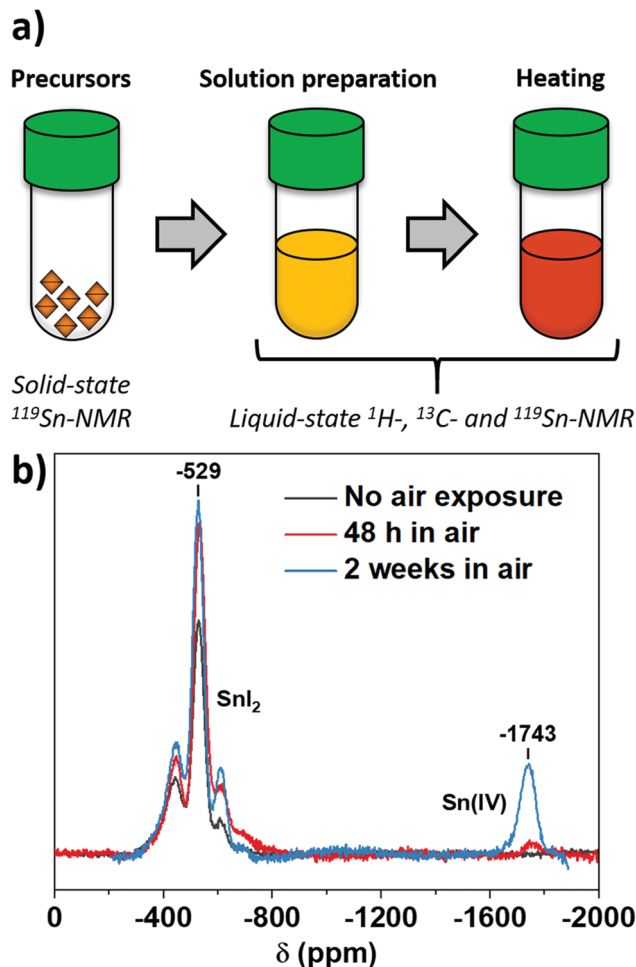 a)
Precursors Solution preparation Heating
Solid-state
¹¹⁹Sn-NMR
Liquid-state ¹H-, ¹³C- and ¹¹⁹Sn-NMR
b)
-529
No air exposure
48 h in air
2 weeks in air
SnI₂
-1743
Sn(IV)
0 -400 -800 -1200 -1600 -2000
δ (ppm)